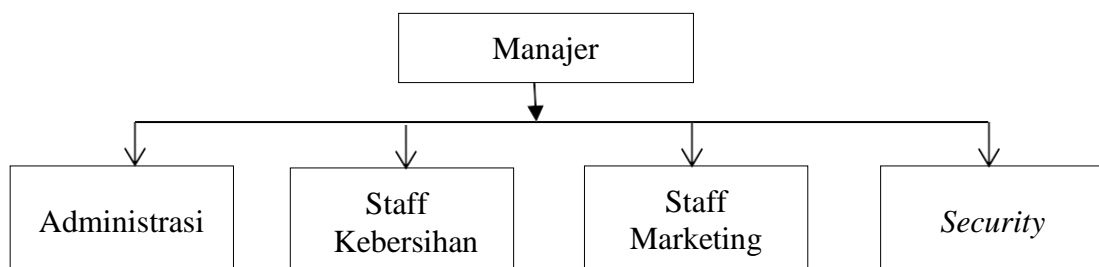 Manajer
Administrasi
Staff
Kebersihan
Staff
Marketing
Security